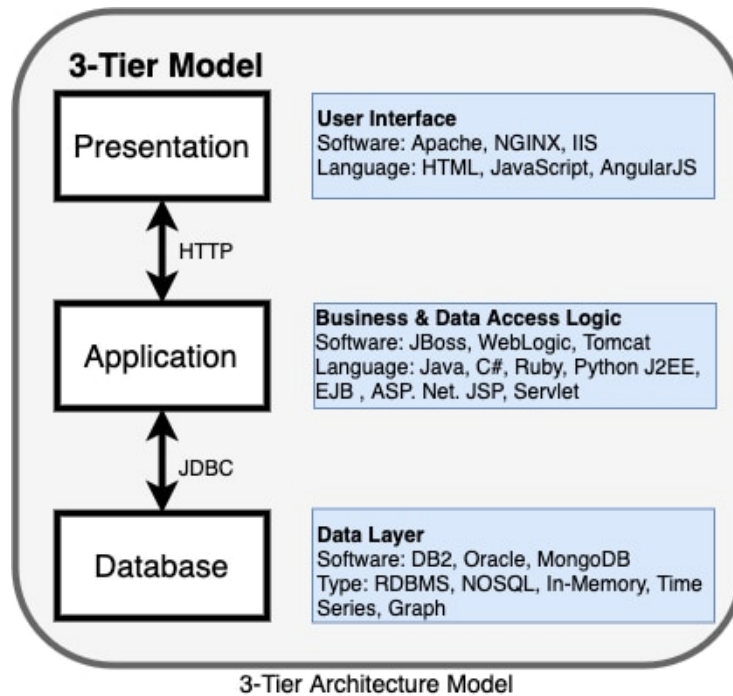 3-Tier Model
Presentation
User Interface
Software: Apache, NGINX, IIS
Language: HTML, JavaScript, AngularJS
HTTP
Application
Business & Data Access Logic
Software: JBoss, WebLogic, Tomcat
Language: Java, C#, Ruby, Python J2EE,
EJB , ASP. Net. JSP, Servlet
JDBC
Database
Data Layer
Software: DB2, Oracle, MongoDB
Type: RDBMS, NOSQL, In-Memory, Time
Series, Graph
3-Tier Architecture Model